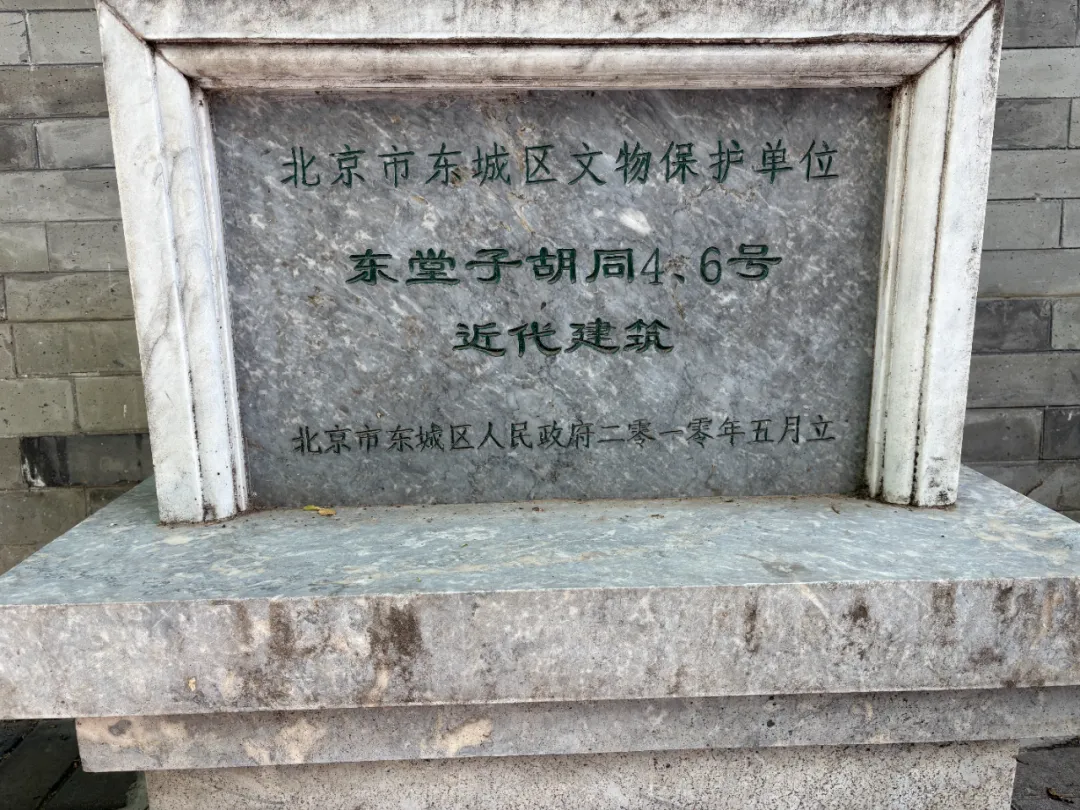 北京市东城区文物保护单位
东堂子胡同4、6号
近代建筑
北京市东城区人民政府二零一零年五月立